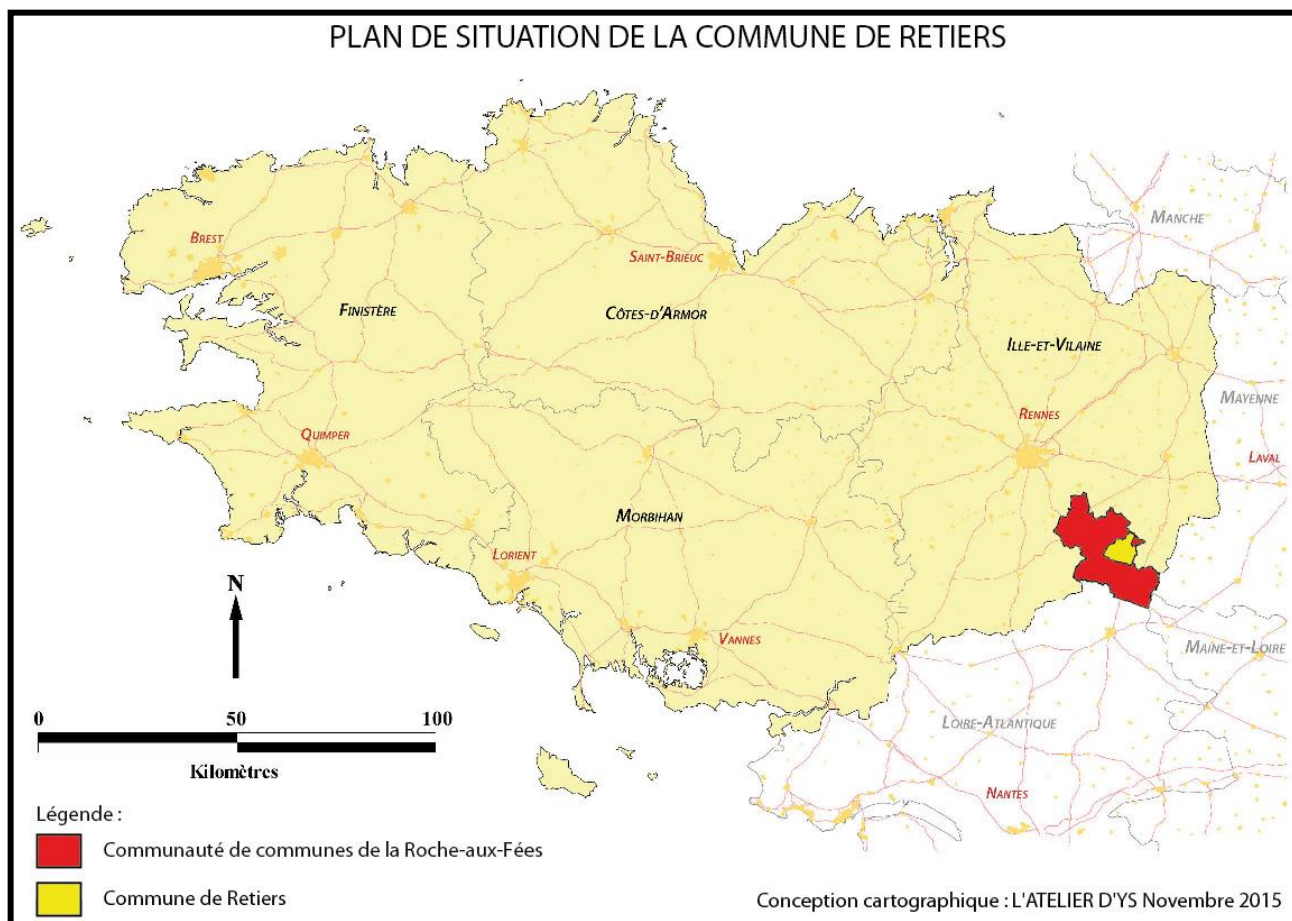 PLAN DE SITUATION DE LA COMMUNE DE RETIERS
MANCHE
BREST
SAINT-BRIEUC
FINISTÈRE
CÔTES-D'ARMOR
ILLE-ET-VILAINE
MAYENNE
RENNES
QUIMPER
LAVAL
MORBIHAN
LORIENT
N
VANNES
MAINE-ET-LOIRE
0 50 100
Kilomètres
LOIRE-ATLANTIQUE
NANTES
Légende :
Communauté de communes de la Roche-aux-Fées
Commune de Retiers
Conception cartographique : L'ATELIER D'YS Novembre 2015